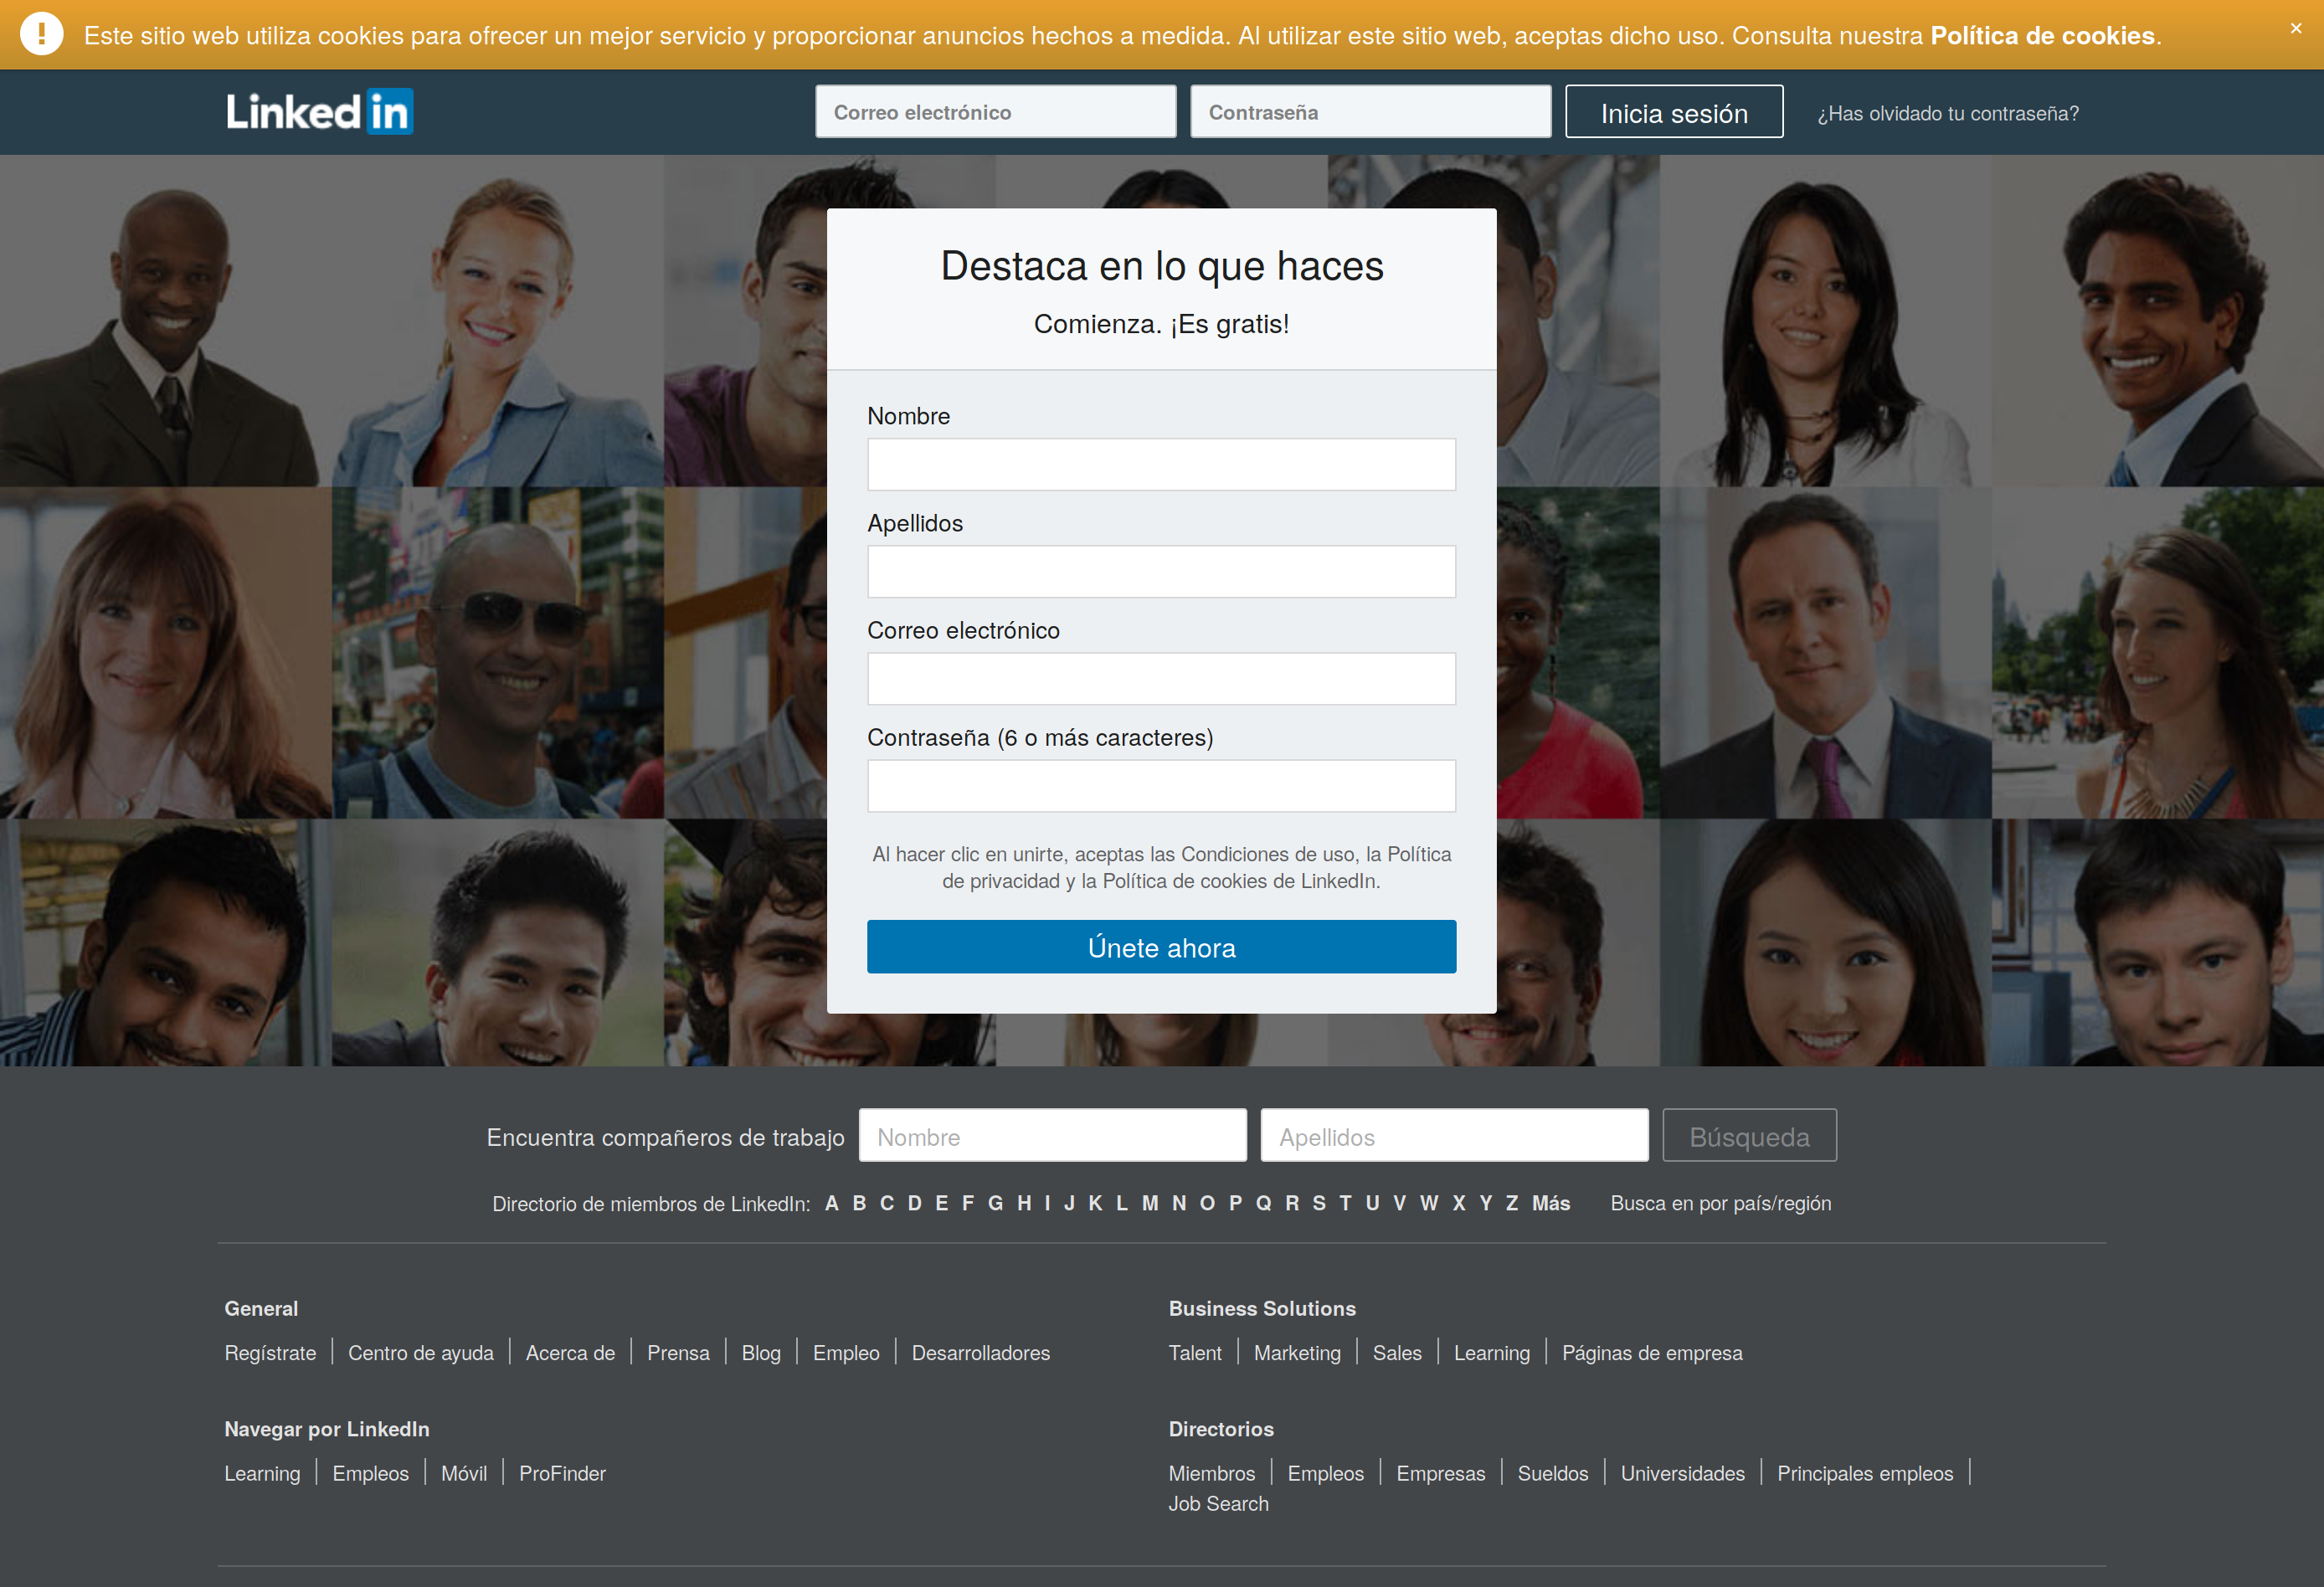 Este sitio web utiliza cookies para ofrecer un mejor servicio y proporcionar anuncios hechos a medida. Al utilizar este sitio web, aceptas dicho uso. Consulta nuestra Política de cookies.
×
Linked in
Correo electrónico
Contraseña
Inicia sesión
¿Has olvidado tu contraseña?
Destaca en lo que haces
Comienza. ¡Es gratis!
Nombre
Apellidos
Correo electrónico
Contraseña (6 o más caracteres)
Al hacer clic en unirte, aceptas las Condiciones de uso, la Política
de privacidad y la Política de cookies de LinkedIn.
Únete ahora
Encuentra compañeros de trabajo
Nombre
Apellidos
Búsqueda
Directorio de miembros de LinkedIn: A B C D E F G H I J K L M N O P Q R S T U V W X Y Z Más Busca en por país/región
General
Regístrate | Centro de ayuda | Acerca de | Prensa | Blog | Empleo | Desarrolladores
Business Solutions
Talent | Marketing | Sales | Learning | Páginas de empresa
Navegar por LinkedIn
Learning | Empleos | Móvil | ProFinder
Directorios
Miembros | Empleos | Empresas | Sueldos | Universidades | Principales empleos |
Job Search